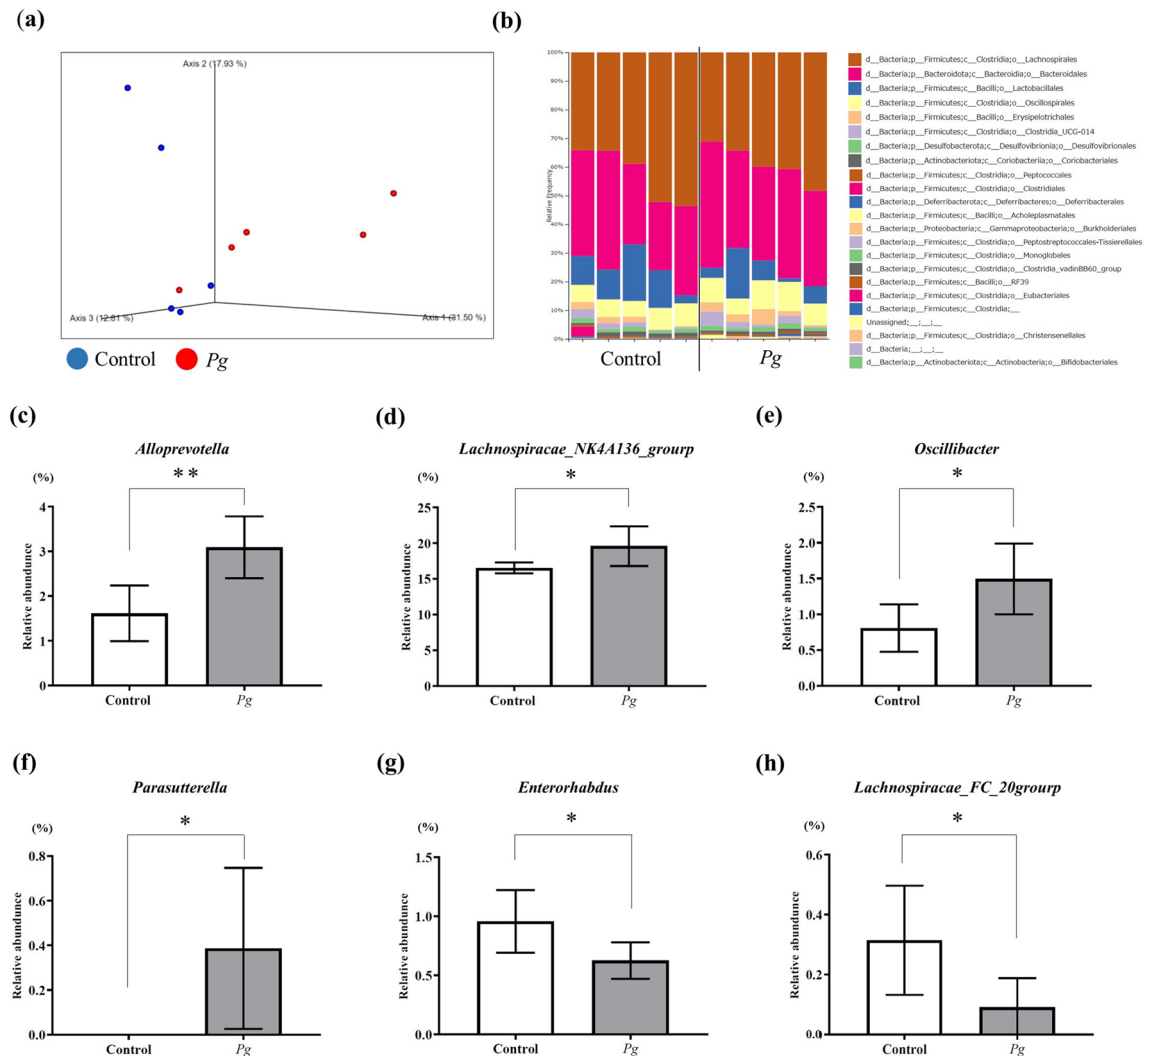 (a)
Axis 2 (17.93 %)
Axis 3 (12.81 %)
Axis 1 (31.50 %)
Control
Pg
(b)
Relative Frequency
100%
90%
80%
70%
60%
50%
40%
30%
20%
10%
0%
Control
Pg
d__Bacteria;p__Firmicutes;c__Clostridia;o__Lachnospirales
d__Bacteria;p__Bacteroidota;c__Bacteroidia;o__Bacteroidales
d__Bacteria;p__Firmicutes;c__Bacilli;o__Lactobacillales
d__Bacteria;p__Firmicutes;c__Clostridia;o__Oscillospirales
d__Bacteria;p__Firmicutes;c__Bacilli;o__Erysipelotrichales
d__Bacteria;p__Firmicutes;c__Clostridia;o__Clostridia_UCG-014
d__Bacteria;p__Desulfobacterota;c__Desulfovibrionia;o__Desulfovibrionales
d__Bacteria;p__Actinobacteriota;c__Coriobacteriia;o__Coriobacteriales
d__Bacteria;p__Firmicutes;c__Clostridia;o__Peptococcales
d__Bacteria;p__Firmicutes;c__Clostridia;o__Clostridiales
d__Bacteria;p__Deferribacterota;c__Deferribacteres;o__Deferribacterales
d__Bacteria;p__Firmicutes;c__Bacilli;o__Acholeplasmatales
d__Bacteria;p__Proteobacteria;c__Gammaproteobacteria;o__Burkholderiales
d__Bacteria;p__Firmicutes;c__Clostridia;o__Peptostreptococcales-Tissierellales
d__Bacteria;p__Firmicutes;c__Clostridia;o__Monoglobales
d__Bacteria;p__Firmicutes;c__Clostridia;o__Clostridia_vadinBB60_group
d__Bacteria;p__Firmicutes;c__Bacilli;o__RF39
d__Bacteria;p__Firmicutes;c__Clostridia;o__Eubacteriales
d__Bacteria;p__Firmicutes;c__Clostridia;__
Unassigned;__;__;__
d__Bacteria;p__Firmicutes;c__Clostridia;o__Christensenellales
d__Bacteria;__;__;__
d__Bacteria;p__Actinobacteriota;c__Actinobacteria;o__Bifidobacteriales
(c)
Alloprevotella
(%)
**
Relative abundunce
4
3
2
1
0
Control
Pg
(d)
Lachnospiracae_NK4A136_grourp
(%)
*
Relative abundunce
25
20
15
10
5
0
Control
Pg
(e)
Oscillibacter
(%)
*
Relative abundunce
2.5
2.0
1.5
1.0
0.5
0.0
Control
Pg
(f)
Parasutterella
(%)
*
Relative abundunce
0.8
0.6
0.4
0.2
0.0
Control
Pg
(g)
Enterorhabdus
(%)
*
Relative abundunce
1.5
1.0
0.5
0.0
Control
Pg
(h)
Lachnospiracae_FC_20grourp
(%)
*
Relative abundunce
0.6
0.4
0.2
0.0
Control
Pg